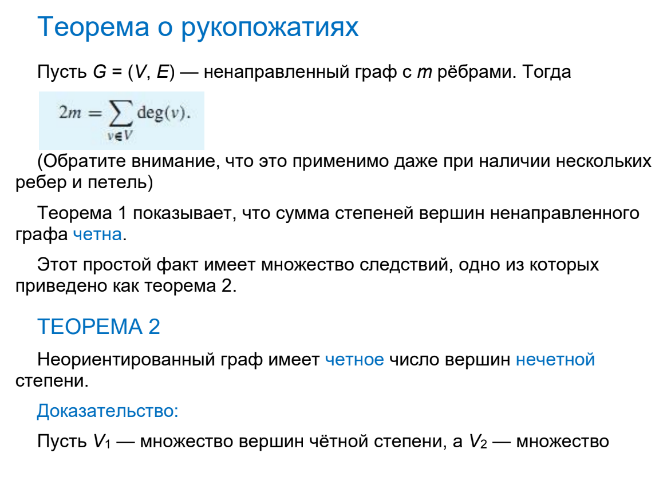 Теорема о рукопожатиях
Пусть G = (V, E) — ненаправленный граф с m рёбрами. Тогда
2m = ∑ deg(v).
v∈V
(Обратите внимание, что это применимо даже при наличии нескольких
ребер и петель)
Теорема 1 показывает, что сумма степеней вершин ненаправленного
графа четна.
Этот простой факт имеет множество следствий, одно из которых
приведено как теорема 2.
ТЕОРЕМА 2
Неориентированный граф имеет четное число вершин нечетной
степени.
Доказательство:
Пусть V₁ — множество вершин чётной степени, а V₂ — множество